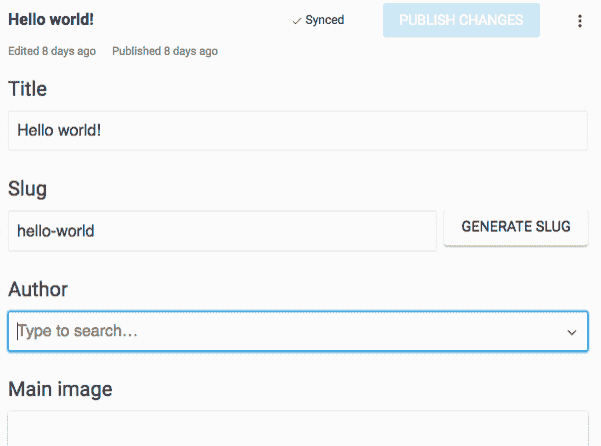 Hello world! Synced PUBLISH CHANGES
Edited 8 days ago Published 8 days ago
Title
Hello world!
Slug
hello-world GENERATE SLUG
Author
Type to search...
Main image